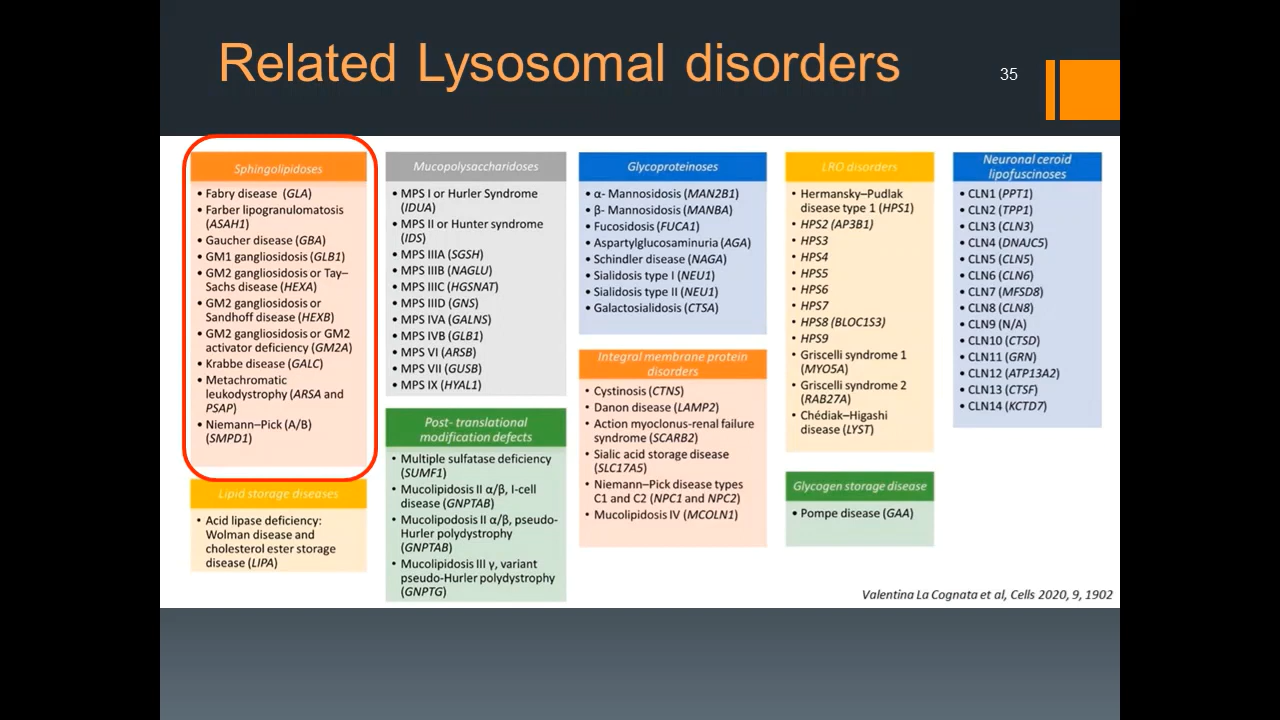 Related Lysosomal disorders
35
Sphingolipidoses
• Fabry disease (GLA)
• Farber lipogranulomatosis
(ASAH1)
• Gaucher disease (GBA)
• GM1 gangliosidosis (GLB1)
• GM2 gangliosidosis or Tay–
Sachs disease (HEXA)
• GM2 gangliosidosis or
Sandhoff disease (HEXB)
• GM2 gangliosidosis or GM2
activator deficiency (GM2A)
• Krabbe disease (GALC)
• Metachromatic
leukodystrophy (ARSA and
PSAP)
• Niemann–Pick (A/B)
(SMPD1)
Lipid storage diseases
• Acid lipase deficiency:
Wolman disease and
cholesterol ester storage
disease (LIPA)
Mucopolysaccharidoses
• MPS I or Hurler Syndrome
(IDUA)
• MPS II or Hunter syndrome
(IDS)
• MPS IIIA (SGSH)
• MPS IIIB (NAGLU)
• MPS IIIC (HGSNAT)
• MPS IIID (GNS)
• MPS IVA (GALNS)
• MPS IVB (GLB1)
• MPS VI (ARSB)
• MPS VII (GUSB)
• MPS IX (HYAL1)
Post- translational
modification defects
• Multiple sulfatase deficiency
(SUMF1)
• Mucolipidosis II α/β, I-cell
disease (GNPTAB)
• Mucolipodosis II α/β, pseudo-
Hurler polydystrophy
(GNPTAB)
• Mucolipidosis III γ, variant
pseudo-Hurler polydystrophy
(GNPTG)
Glycoproteinoses
• α- Mannosidosis (MAN2B1)
• β- Mannosidosis (MANBA)
• Fucosidosis (FUCA1)
• Aspartylglucosaminuria (AGA)
• Schindler disease (NAGA)
• Sialidosis type I (NEU1)
• Sialidosis type II (NEU1)
• Galactosialidosis (CTSA)
Integral membrane protein
disorders
• Cystinosis (CTNS)
• Danon disease (LAMP2)
• Action myoclonus-renal failure
syndrome (SCARB2)
• Sialic acid storage disease
(SLC17A5)
• Niemann–Pick disease types
C1 and C2 (NPC1 and NPC2)
• Mucolipidosis IV (MCOLN1)
LRO disorders
• Hermansky–Pudlak
disease type 1 (HPS1)
• HPS2 (AP3B1)
• HPS3
• HPS4
• HPS5
• HPS6
• HPS7
• HPS8 (BLOC1S3)
• HPS9
• Griscelli syndrome 1
(MYO5A)
• Griscelli syndrome 2
(RAB27A)
• Chédiak–Higashi
disease (LYST)
Glycogen storage disease
• Pompe disease (GAA)
Neuronal ceroid
lipofuscinoses
• CLN1 (PPT1)
• CLN2 (TPP1)
• CLN3 (CLN3)
• CLN4 (DNAJC5)
• CLN5 (CLN5)
• CLN6 (CLN6)
• CLN7 (MFSD8)
• CLN8 (CLN8)
• CLN9 (N/A)
• CLN10 (CTSD)
• CLN11 (GRN)
• CLN12 (ATP13A2)
• CLN13 (CTSF)
• CLN14 (KCTD7)
Valentina La Cognata et al, Cells 2020, 9, 1902